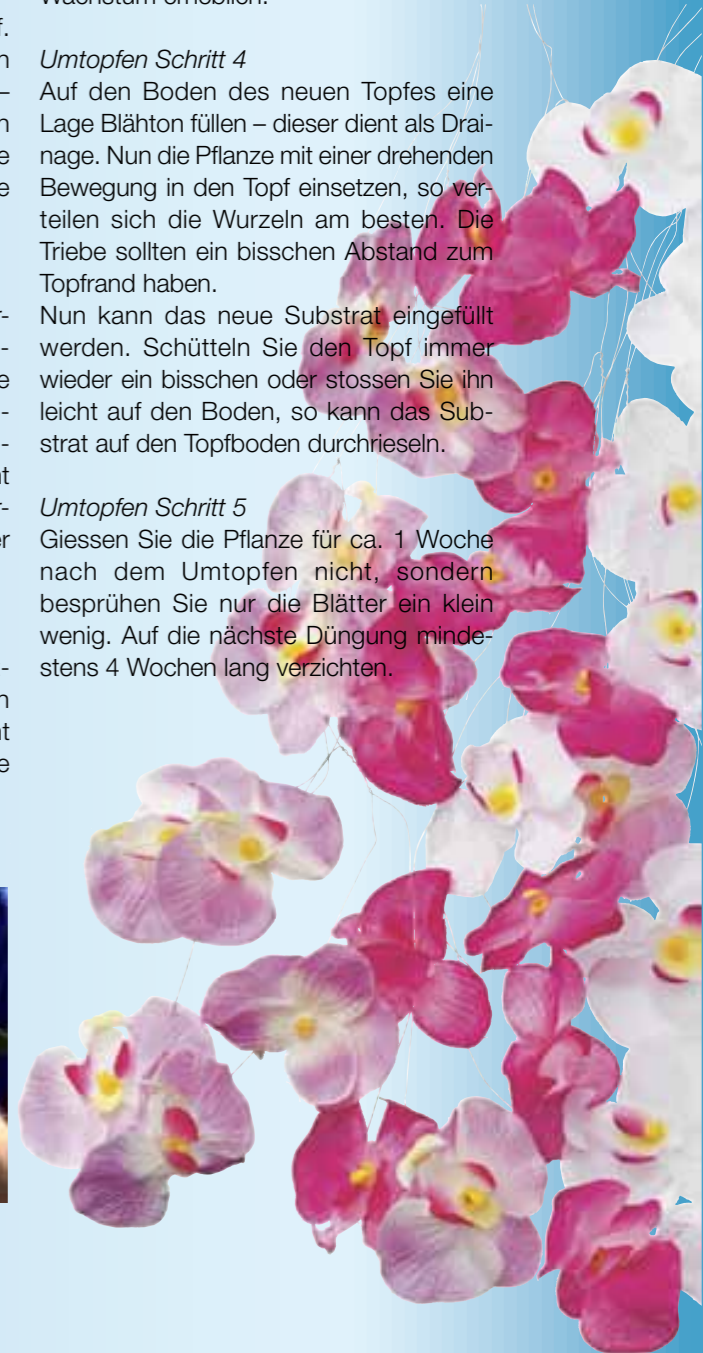 Wachstum erheblich.
f.
n
–
n
e
e
r-
-
e
-
-
nt
r-
er
-
n
nt
e
Umtopfen Schritt 4
Auf den Boden des neuen Topfes eine
Lage Blähton füllen – dieser dient als Drai-
nage. Nun die Pflanze mit einer drehenden
Bewegung in den Topf einsetzen, so ver-
teilen sich die Wurzeln am besten. Die
Triebe sollten ein bisschen Abstand zum
Topfrand haben.
Nun kann das neue Substrat eingefüllt
werden. Schütteln Sie den Topf immer
wieder ein bisschen oder stossen Sie ihn
leicht auf den Boden, so kann das Sub-
strat auf den Topfboden durchrieseln.
Umtopfen Schritt 5
Giessen Sie die Pflanze für ca. 1 Woche
nach dem Umtopfen nicht, sondern
besprühen Sie nur die Blätter ein klein
wenig. Auf die nächste Düngung minde-
stens 4 Wochen lang verzichten.